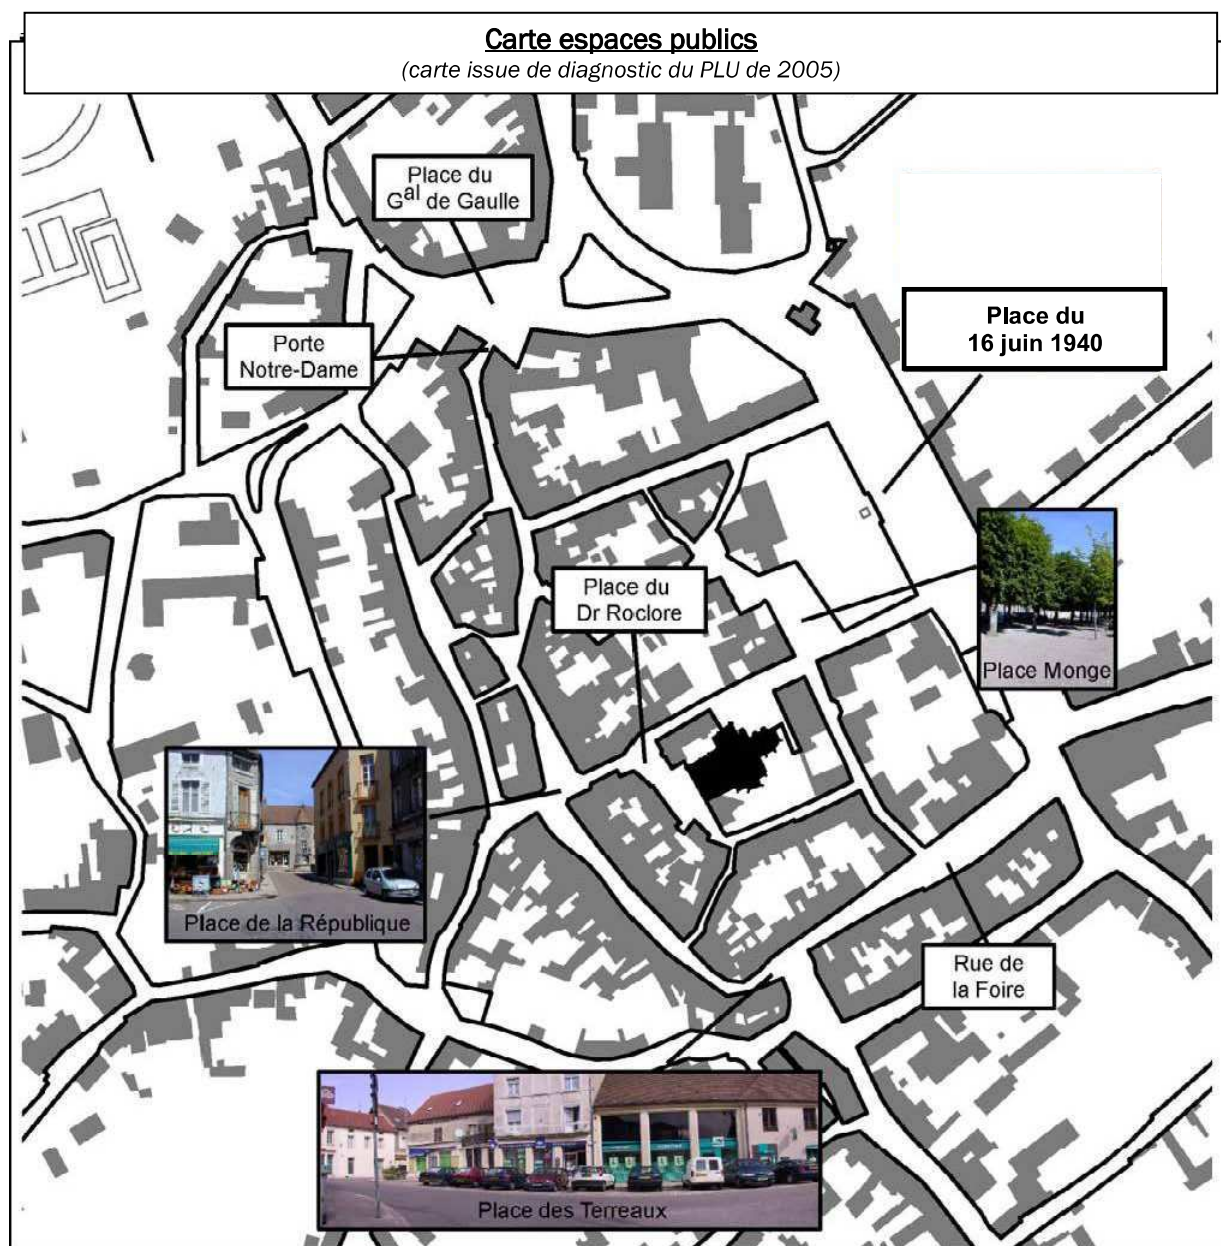 Carte espaces publics
(carte issue de diagnostic du PLU de 2005)
Place du
Gal de Gaulle
Porte
Notre-Dame
Place du
16 juin 1940
Place du
Dr Roclore
Place Monge
Place de la République
Rue de
la Foire
Place des Terreaux